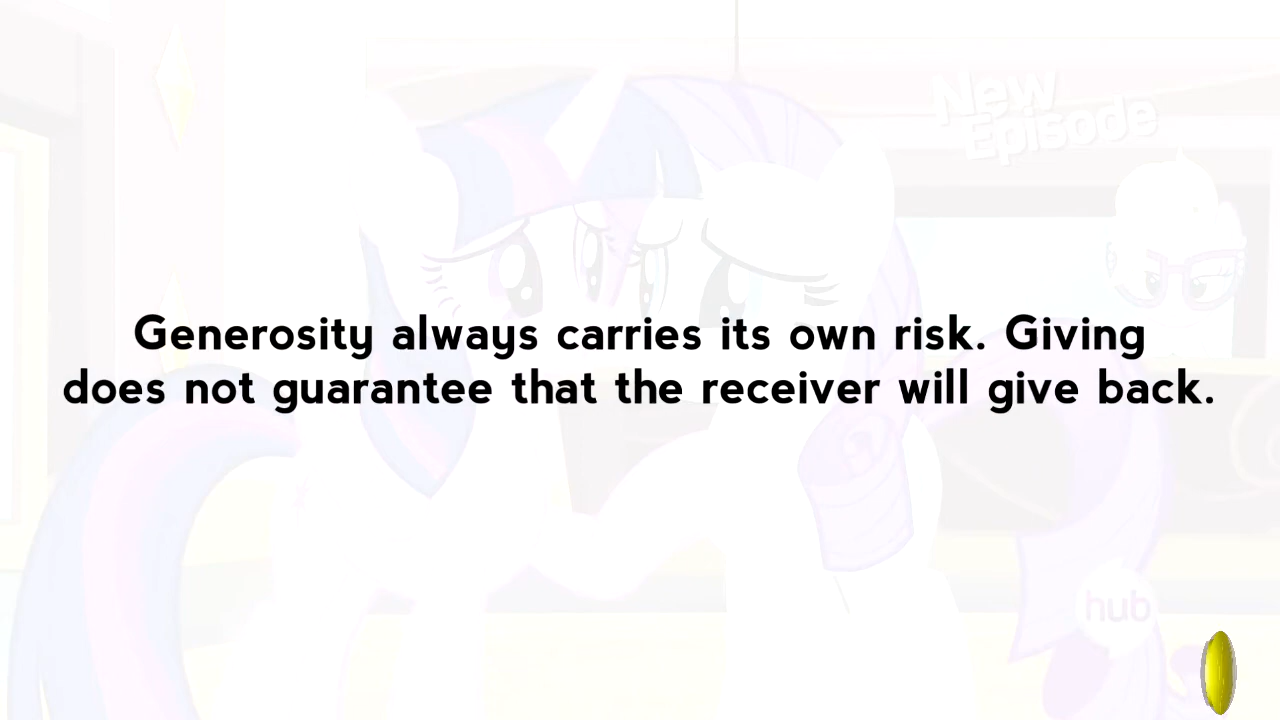 New
Episode
Generosity always carries its own risk. Giving
does not guarantee that the receiver will give back.
hub